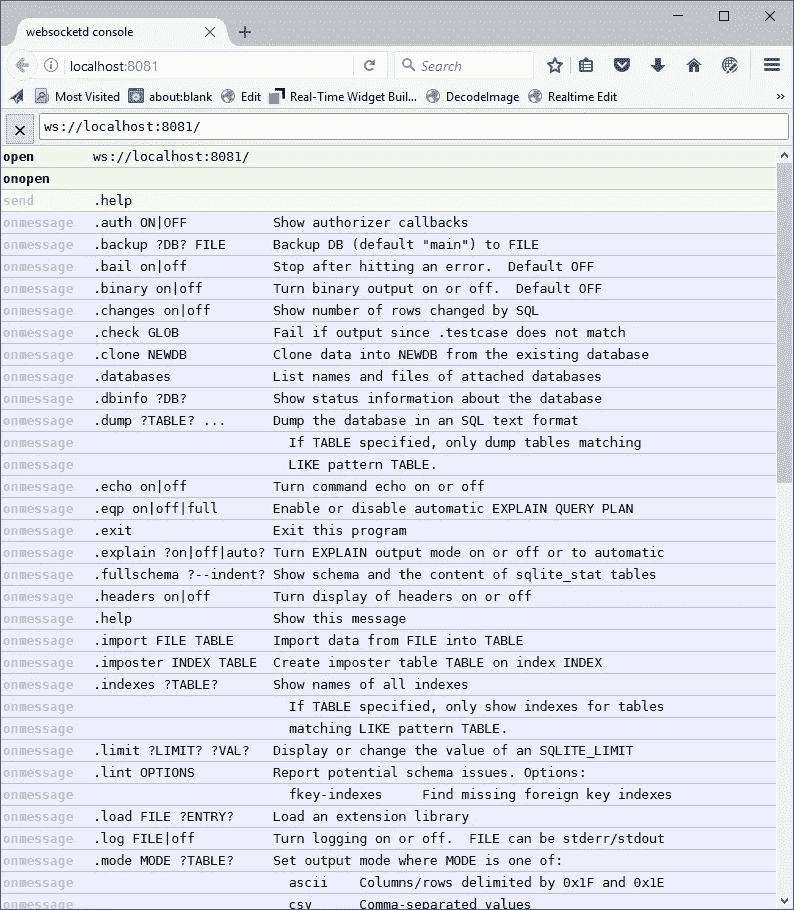 websocketd console
localhost:8081
Search
Most Visited about:blank Edit Real-Time Widget Buil... DecodeImage Realtime Edit
ws://localhost:8081/
open ws://localhost:8081/
onopen
send .help
onmessage .auth ON|OFF Show authorizer callbacks
onmessage .backup ?DB? FILE Backup DB (default "main") to FILE
onmessage .bail on|off Stop after hitting an error.  Default OFF
onmessage .binary on|off Turn binary output on or off.  Default OFF
onmessage .changes on|off Show number of rows changed by SQL
onmessage .check GLOB Fail if output since .testcase does not match
onmessage .clone NEWDB Clone data into NEWDB from the existing database
onmessage .databases List names and files of attached databases
onmessage .dbinfo ?DB? Show status information about the database
onmessage .dump ?TABLE? ... Dump the database in an SQL text format
onmessage If TABLE specified, only dump tables matching
onmessage LIKE pattern TABLE.
onmessage .echo on|off Turn command echo on or off
onmessage .eqp on|off|full Enable or disable automatic EXPLAIN QUERY PLAN
onmessage .exit Exit this program
onmessage .explain ?on|off|auto? Turn EXPLAIN output mode on or off or to automatic
onmessage .fullschema ?--indent? Show schema and the content of sqlite_stat tables
onmessage .headers on|off Turn display of headers on or off
onmessage .help Show this message
onmessage .import FILE TABLE Import data from FILE into TABLE
onmessage .imposter INDEX TABLE Create imposter table TABLE on index INDEX
onmessage .indexes ?TABLE? Show names of all indexes
onmessage If TABLE specified, only show indexes for tables
onmessage matching LIKE pattern TABLE.
onmessage .limit ?LIMIT? ?VAL? Display or change the value of an SQLITE_LIMIT
onmessage .lint OPTIONS Report potential schema issues. Options:
onmessage fkey-indexes Find missing foreign key indexes
onmessage .load FILE ?ENTRY? Load an extension library
onmessage .log FILE|off Turn logging on or off.  FILE can be stderr/stdout
onmessage .mode MODE ?TABLE? Set output mode where MODE is one of:
onmessage ascii Columns/rows delimited by 0x1F and 0x1E
onmessage csv Comma-separated values